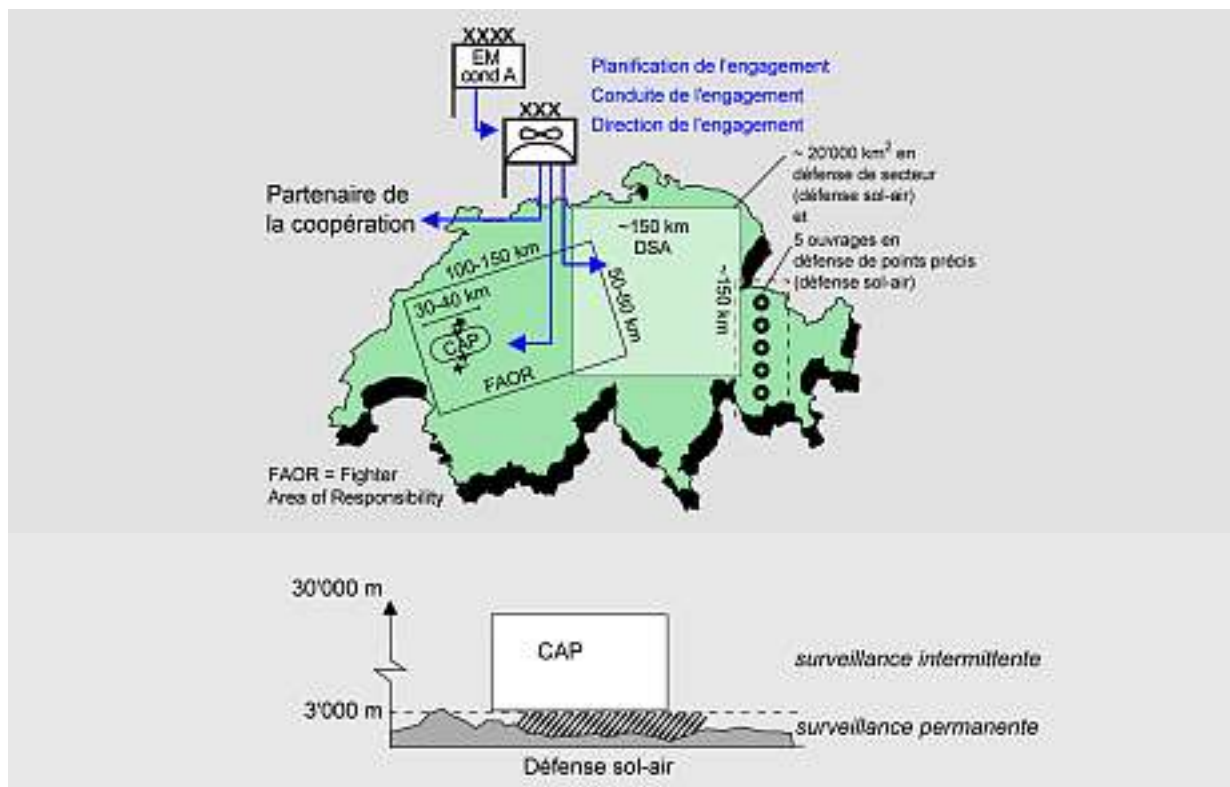 XXXX
EM
cond A
Planification de l'engagement
Conduite de l'engagement
Direction de l'engagement
XXX
~ 20'000 km² en
défense de secteur
(défense sol-air)
et
5 ouvrages en
défense de points précis
(défense sol-air)
Partenaire de
la coopération
~150 km
DSA
100-150 km
50-80 km
~150 km
30-40 km
CAP
FAOR
FAOR = Fighter
Area of Responsibility
30'000 m
CAP
surveillance intermittente
3'000 m
surveillance permanente
Défense sol-air